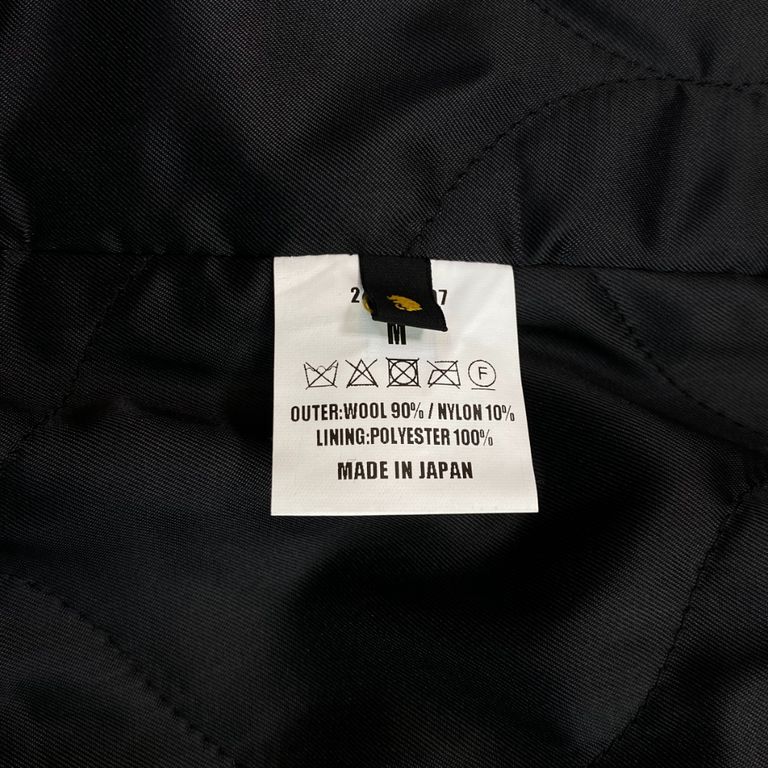 M
F
OUTER:WOOL 90% / NYLON 10%
LINING:POLYESTER 100%
MADE IN JAPAN